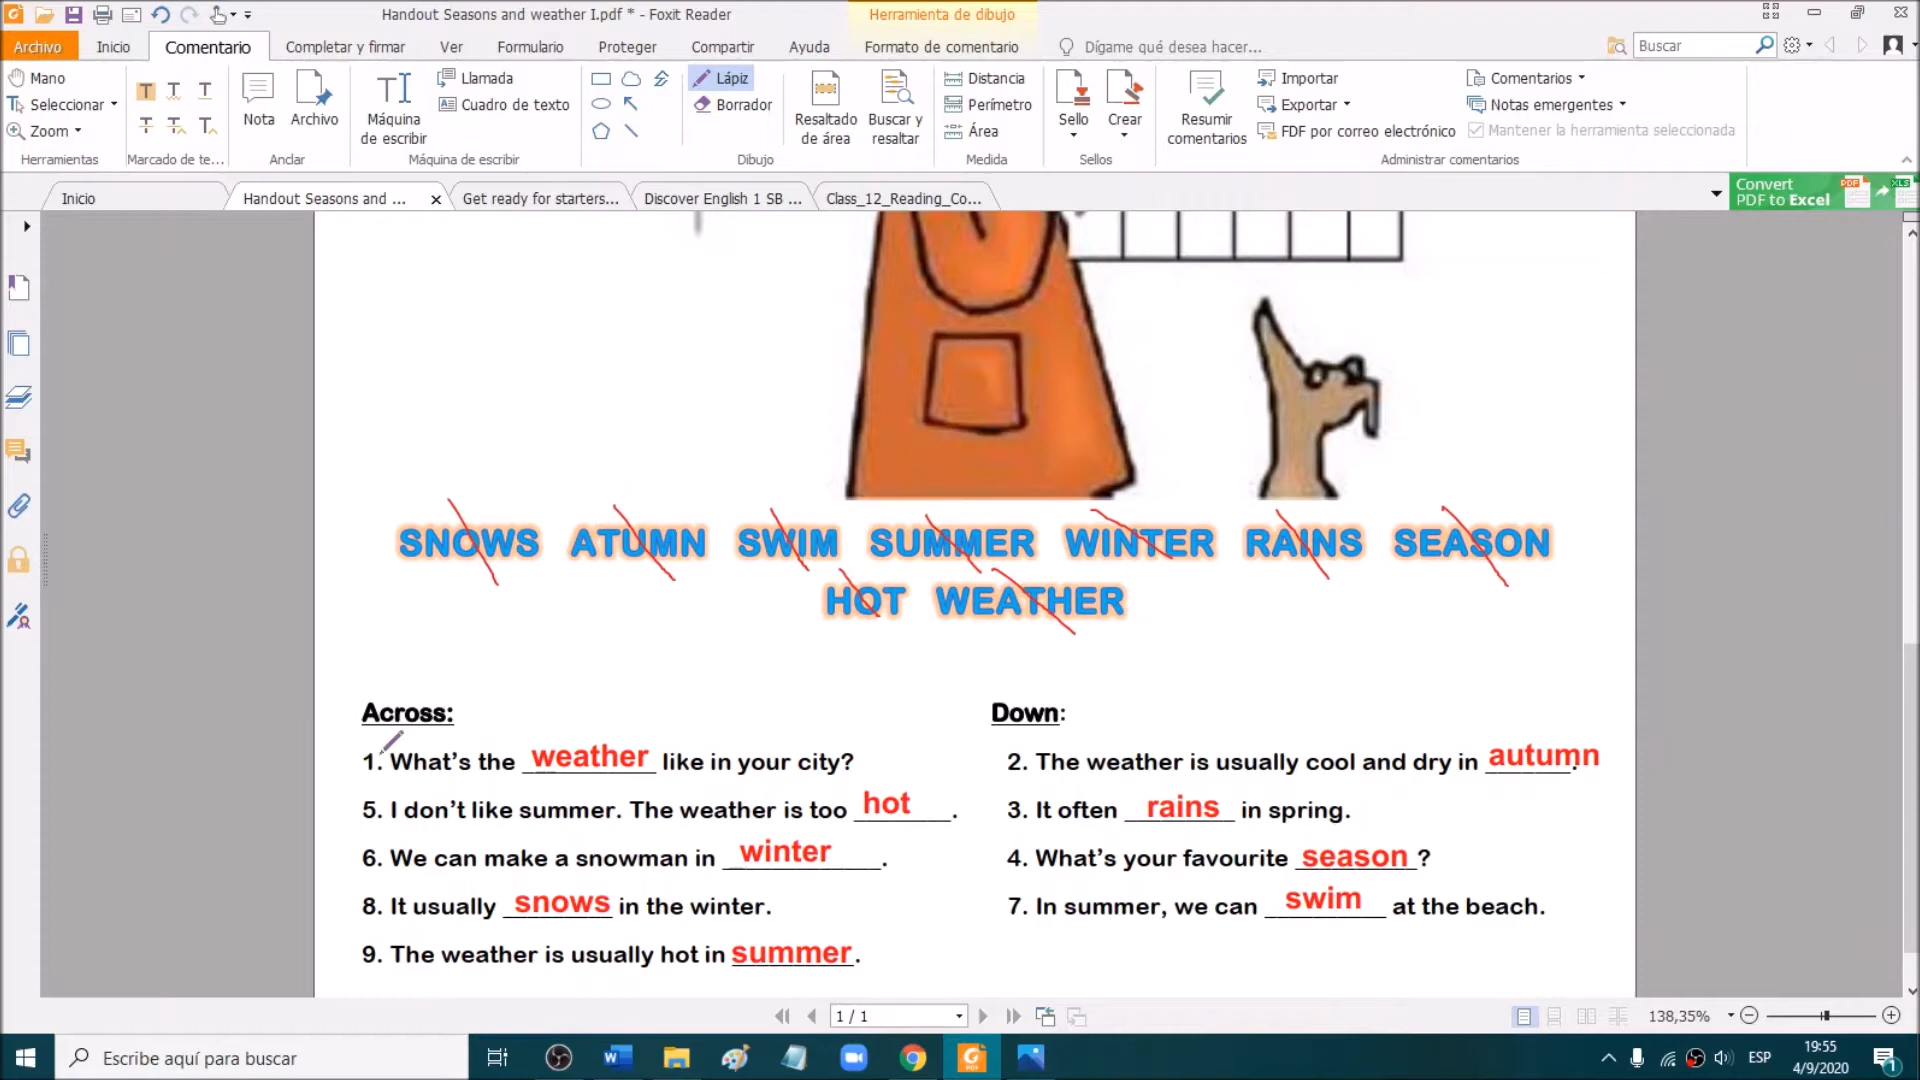 Handout Seasons and weather I.pdf * - Foxit Reader
Herramienta de dibujo
Archivo Inicio Comentario Completar y firmar Ver Formulario Proteger Compartir Ayuda Formato de comentario Dígame qué desea hacer... Buscar
Mano
Seleccionar
Zoom
Herramientas
Marcado de te...
Nota
Archivo
Anclar
Máquina de escribir
Llamada
Cuadro de texto
Máquina de escribir
Lápiz
Borrador
Dibujo
Resaltado de área
Buscar y resaltar
Distancia
Perímetro
Área
Medida
Sello
Crear
Sellos
Resumir comentarios
Importar
Exportar
FDF por correo electrónico
Comentarios
Notas emergentes
Mantener la herramienta seleccionada
Administrar comentarios
Inicio Handout Seasons and ... Get ready for starters... Discover English 1 SB ... Class_12_Reading_Co...
Convert
PDF to Excel
PDF XLS
SNOWS ATUMN SWIM SUMMER WINTER RAINS SEASON
HOT WEATHER
Across:
1. What's the weather like in your city?
5. I don't like summer. The weather is too hot.
6. We can make a snowman in winter.
8. It usually snows in the winter.
9. The weather is usually hot in summer.
Down:
2. The weather is usually cool and dry in autumn.
3. It often rains in spring.
4. What's your favourite season?
7. In summer, we can swim at the beach.
1 / 1
138,35%
Escribe aquí para buscar
ESP
19:55
4/9/2020
1